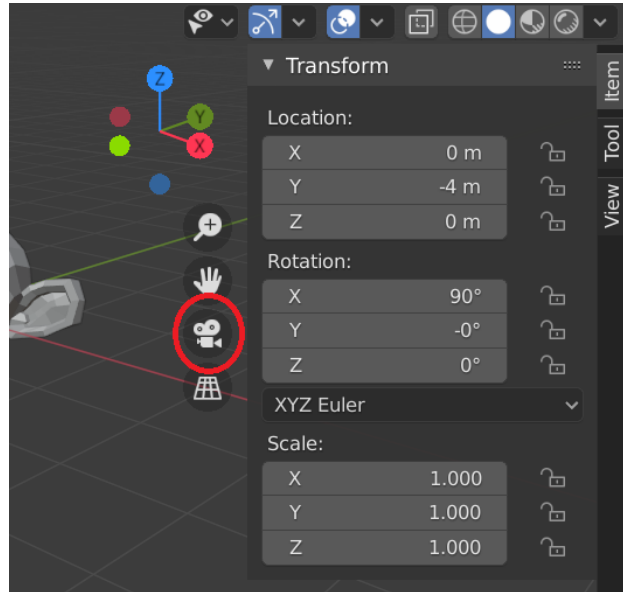 Z
Y
X
Transform
Location:
X 0 m
Y -4 m
Z 0 m
Rotation:
X 90°
Y -0°
Z 0°
XYZ Euler
Scale:
X 1.000
Y 1.000
Z 1.000
Item
Tool
View